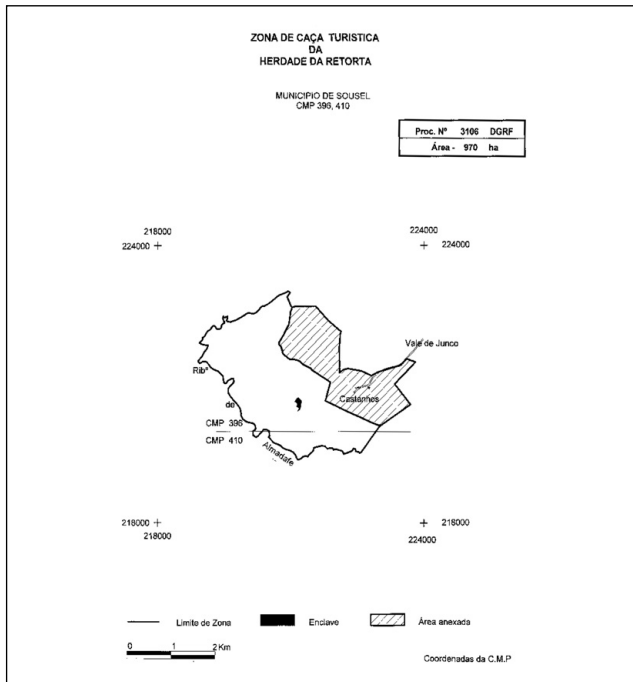 ZONA DE CAÇA TURISTICA
DA
HERDADE DA RETORTA
MUNICIPIO DE SOUSEL
CMP 396, 410
Proc. Nº 3106 DGRF
Área - 970 ha
218000
224000
224000
224000
Vale de Junco
Ribª
Castanhos
de
CMP 396
CMP 410
Almadafe
218000
218000
218000
224000
Limite de Zona
Enclave
Área anexada
0 1 2 Km
Coordenadas da C.M.P